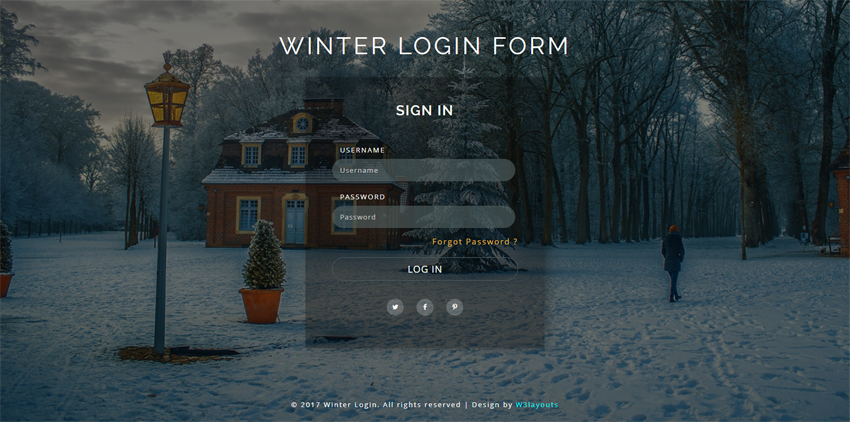 WINTER LOGIN FORM
SIGN IN
USERNAME
Username
PASSWORD
Password
Forgot Password ?
LOG IN
© 2017 Winter Login. All rights reserved | Design by W3layouts